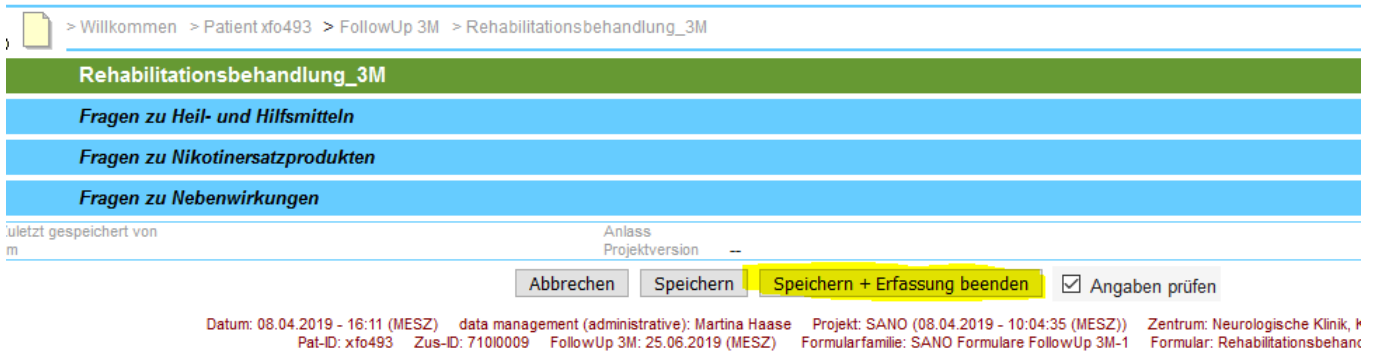 > Willkommen > Patient xfo493 > FollowUp 3M > Rehabilitationsbehandlung_3M
Rehabilitationsbehandlung_3M
Fragen zu Heil- und Hilfsmitteln
Fragen zu Nikotinersatzprodukten
Fragen zu Nebenwirkungen
uletzt gespeichert von Anlass
m Projektversion --
Abbrechen Speichern Speichern + Erfassung beenden Angaben prüfen
Datum: 08.04.2019 - 16:11 (MESZ) data management (administrative): Martina Haase Projekt: SANO (08.04.2019 - 10:04:35 (MESZ)) Zentrum: Neurologische Klinik, K
Pat-ID: xfo493 Zus-ID: 710I0009 FollowUp 3M: 25.06.2019 (MESZ) Formularfamilie: SANO Formulare FollowUp 3M-1 Formular: Rehabilitationsbehand